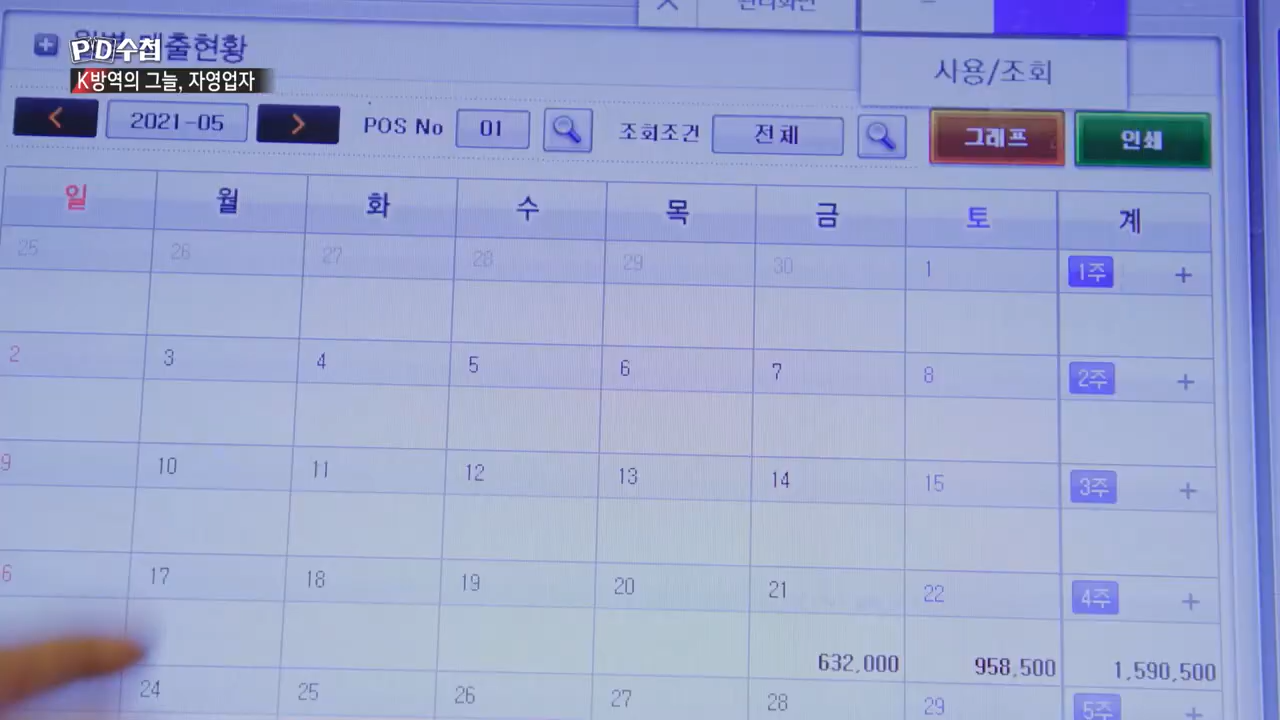 관리화면
PD수첩
출현황
K방역의 그늘, 자영업자
사용/조회
2021-05
POS No 01
조회조건 전체
그래프 인쇄
일 월 화 수 목 금 토 계
25 26 27 28 29 30 1 1주 +
2 3 4 5 6 7 8 2주 +
9 10 11 12 13 14 15 3주 +
6 17 18 19 20 21 22 4주 +
632,000 958,500 1,590,500
24 25 26 27 28 29 5주 +